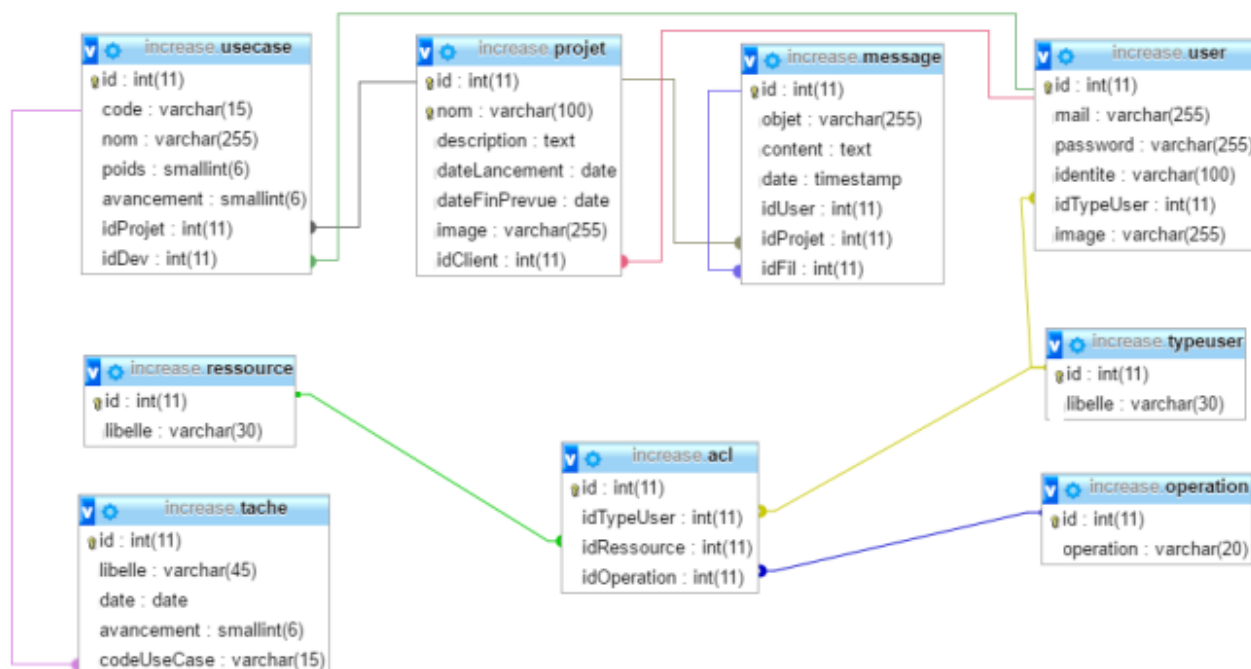 increase.usecase
id : int(11)
code : varchar(15)
nom : varchar(255)
poids : smallint(6)
avancement : smallint(6)
idProjet : int(11)
idDev : int(11)
increase.projet
id : int(11)
nom : varchar(100)
description : text
dateLancement : date
dateFinPrevue : date
image : varchar(255)
idClient : int(11)
increase.message
id : int(11)
objet : varchar(255)
content : text
date : timestamp
idUser : int(11)
idProjet : int(11)
idFil : int(11)
increase.user
id : int(11)
mail : varchar(255)
password : varchar(255)
identite : varchar(100)
idTypeUser : int(11)
image : varchar(255)
increase.ressource
id : int(11)
libelle : varchar(30)
increase.typeuser
id : int(11)
libelle : varchar(30)
increase.acl
id : int(11)
idTypeUser : int(11)
idRessource : int(11)
idOperation : int(11)
increase.operation
id : int(11)
operation : varchar(20)
increase.tache
id : int(11)
libelle : varchar(45)
date : date
avancement : smallint(6)
codeUseCase : varchar(15)